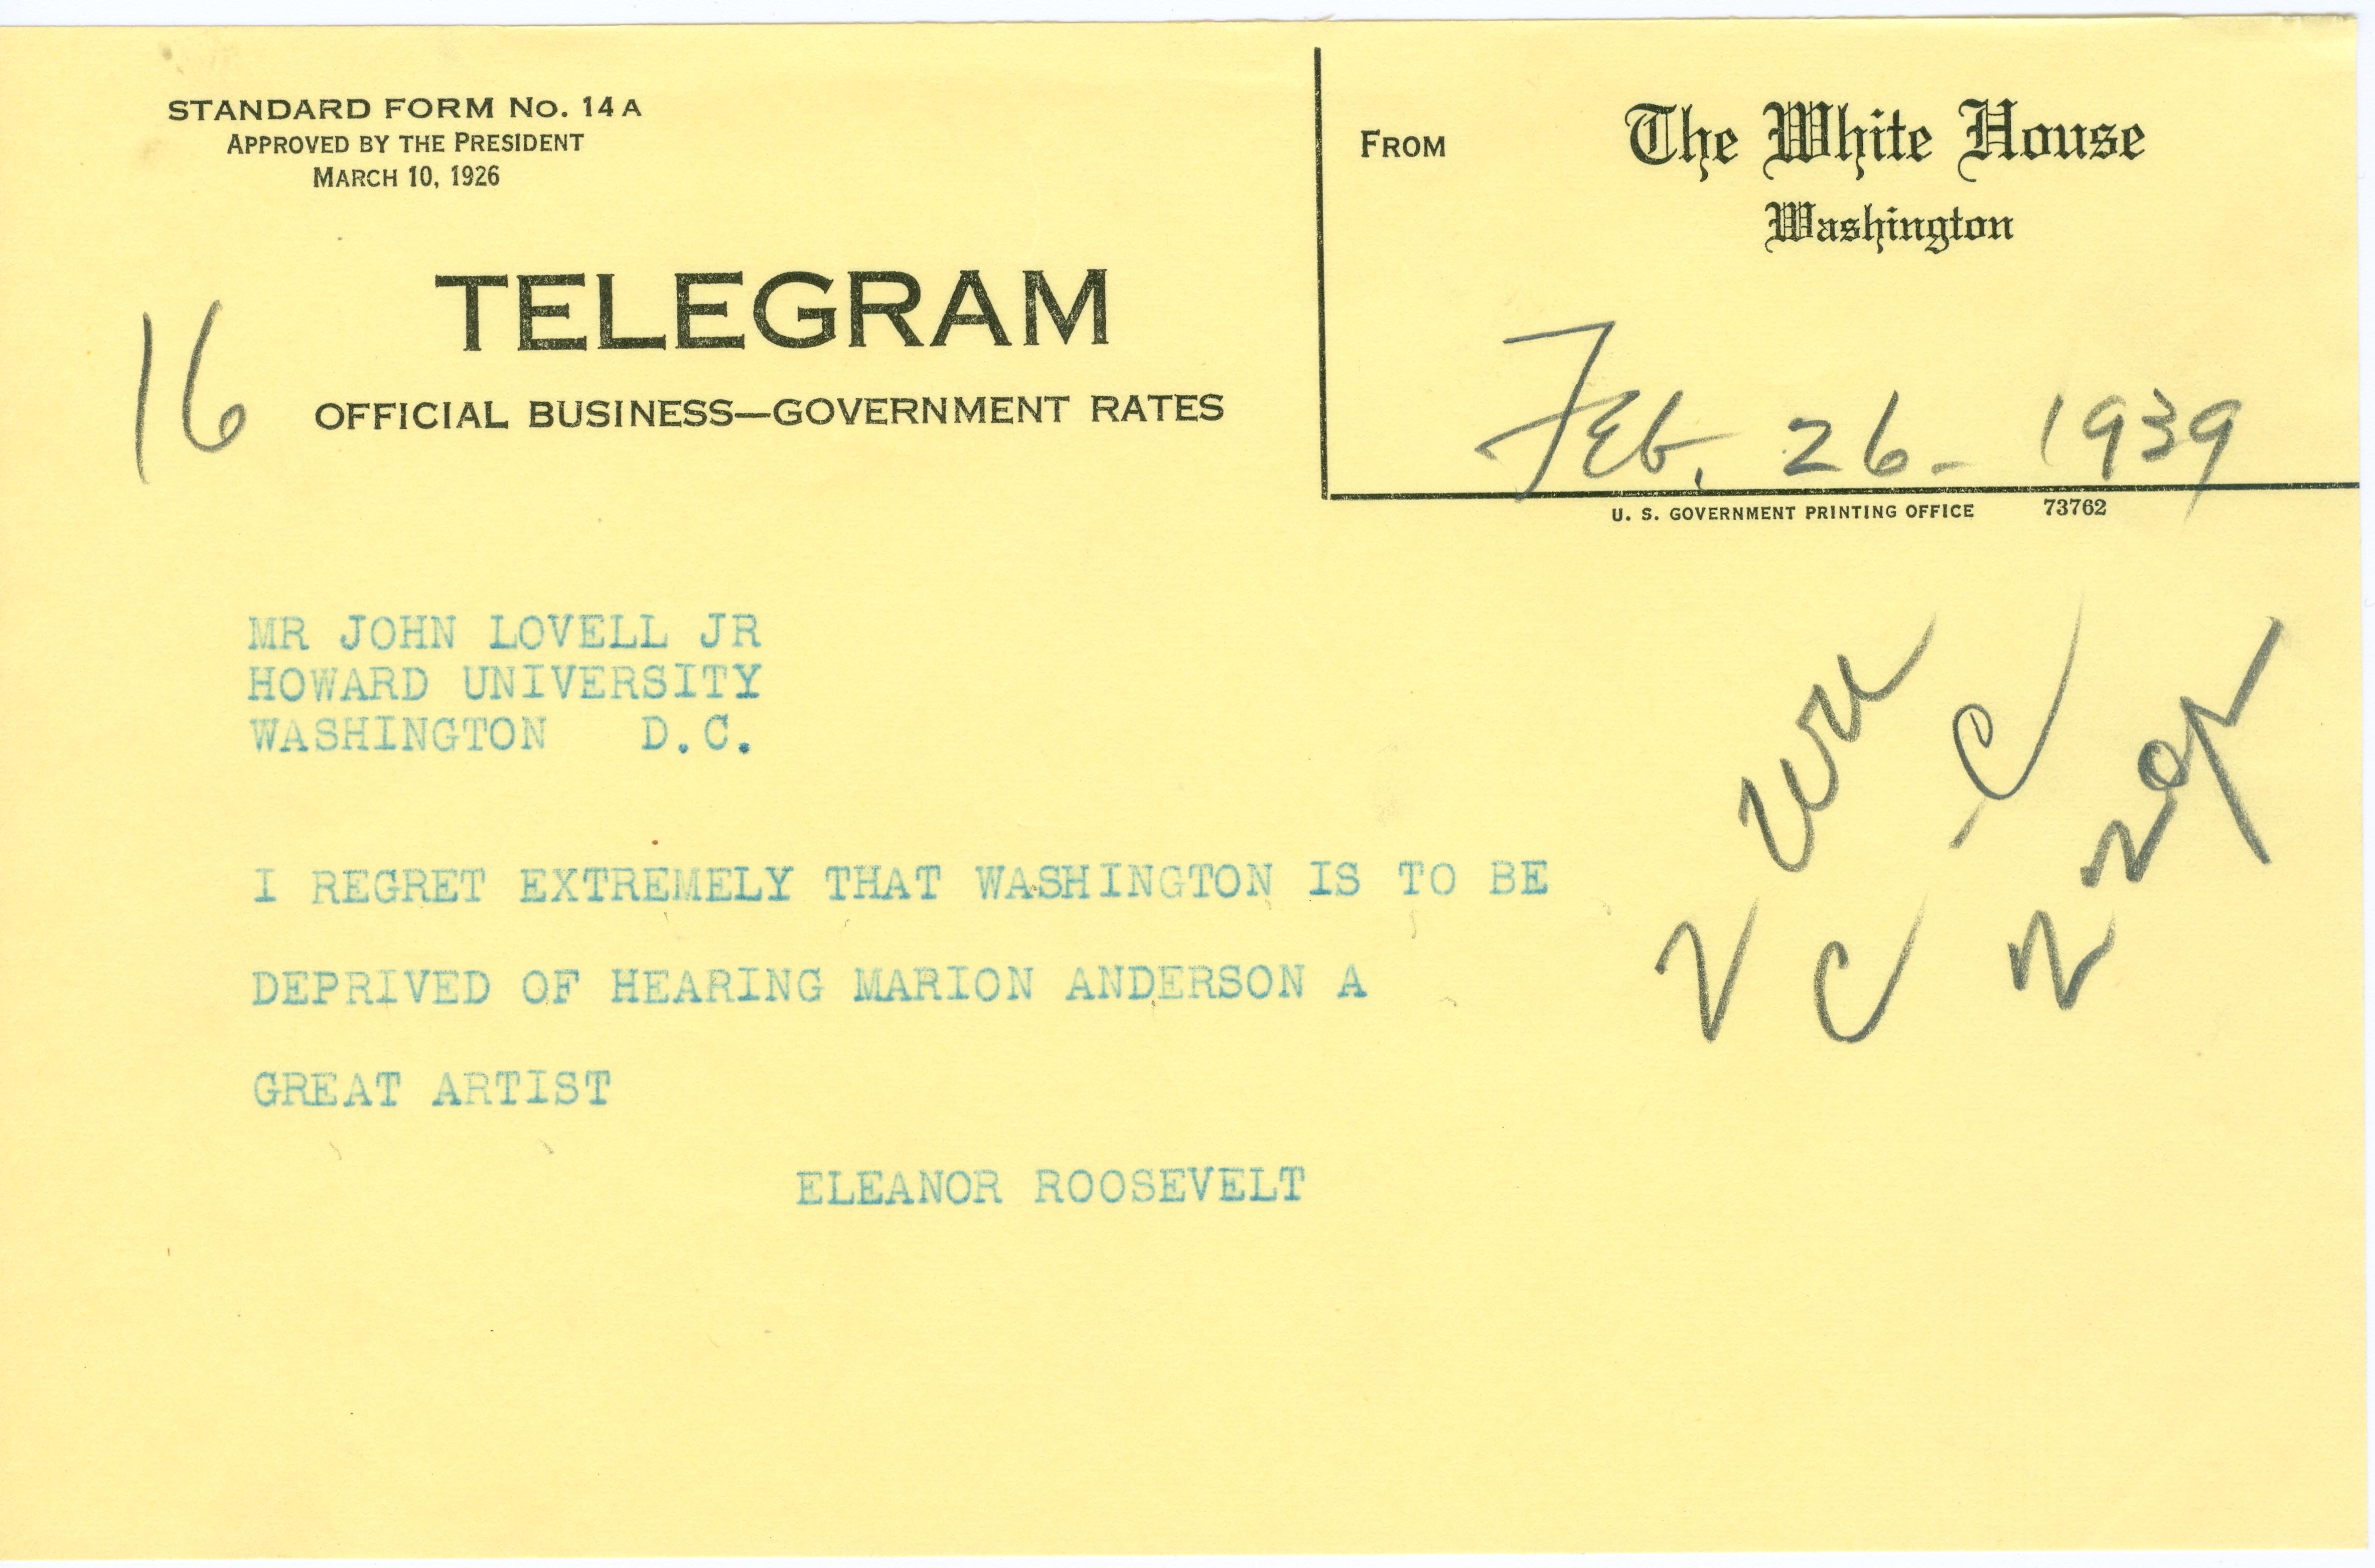 STANDARD FORM No. 14 A
APPROVED BY THE PRESIDENT
MARCH 10, 1926
TELEGRAM
OFFICIAL BUSINESS—GOVERNMENT RATES
16
FROM
The White House
Washington
Feb. 26 - 1939
U. S. GOVERNMENT PRINTING OFFICE 73762
MR JOHN LOVELL JR
HOWARD UNIVERSITY
WASHINGTON D.C.
I REGRET EXTREMELY THAT WASHINGTON IS TO BE
DEPRIVED OF HEARING MARION ANDERSON A
GREAT ARTIST
ELEANOR ROOSEVELT